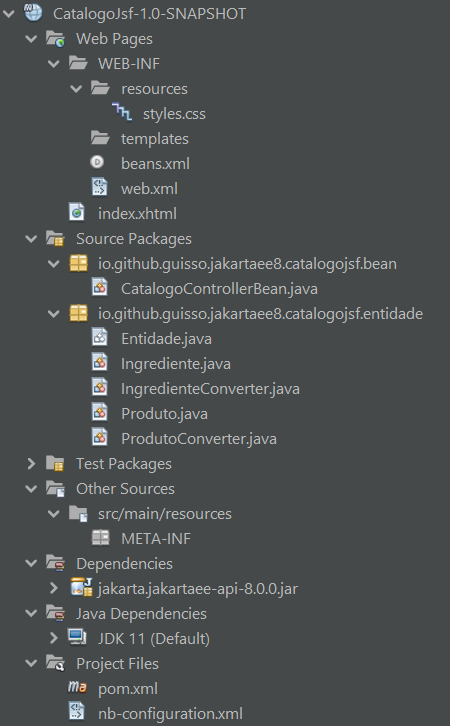 CatalogoJsf-1.0-SNAPSHOT
Web Pages
WEB-INF
resources
styles.css
templates
beans.xml
web.xml
index.xhtml
Source Packages
io.github.guisso.jakartaee8.catalogojsf.bean
CatalogoControllerBean.java
io.github.guisso.jakartaee8.catalogojsf.entidade
Entidade.java
Ingrediente.java
IngredienteConverter.java
Produto.java
ProdutoConverter.java
Test Packages
Other Sources
src/main/resources
META-INF
Dependencies
jakarta.jakartaee-api-8.0.0.jar
Java Dependencies
JDK 11 (Default)
Project Files
pom.xml
nb-configuration.xml